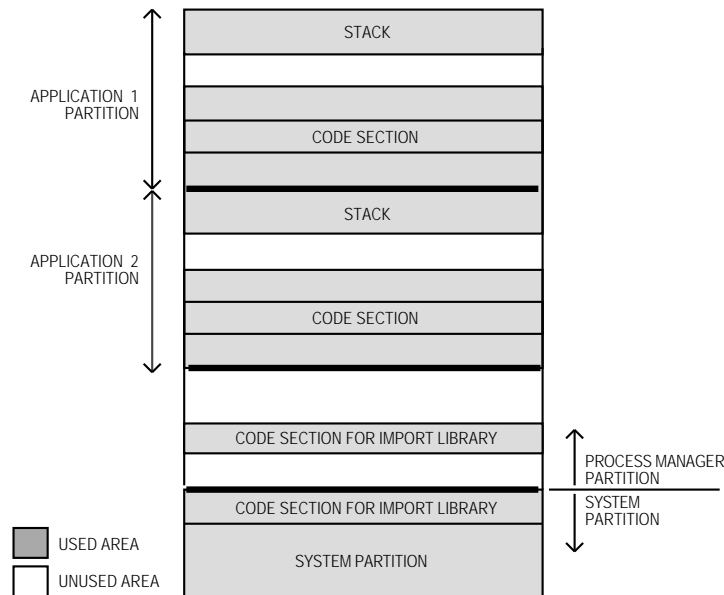 STACK
APPLICATION 1
PARTITION
CODE SECTION
STACK
APPLICATION 2
PARTITION
CODE SECTION
CODE SECTION FOR IMPORT LIBRARY
PROCESS MANAGER
PARTITION
CODE SECTION FOR IMPORT LIBRARY
SYSTEM
PARTITION
USED AREA
SYSTEM PARTITION
UNUSED AREA